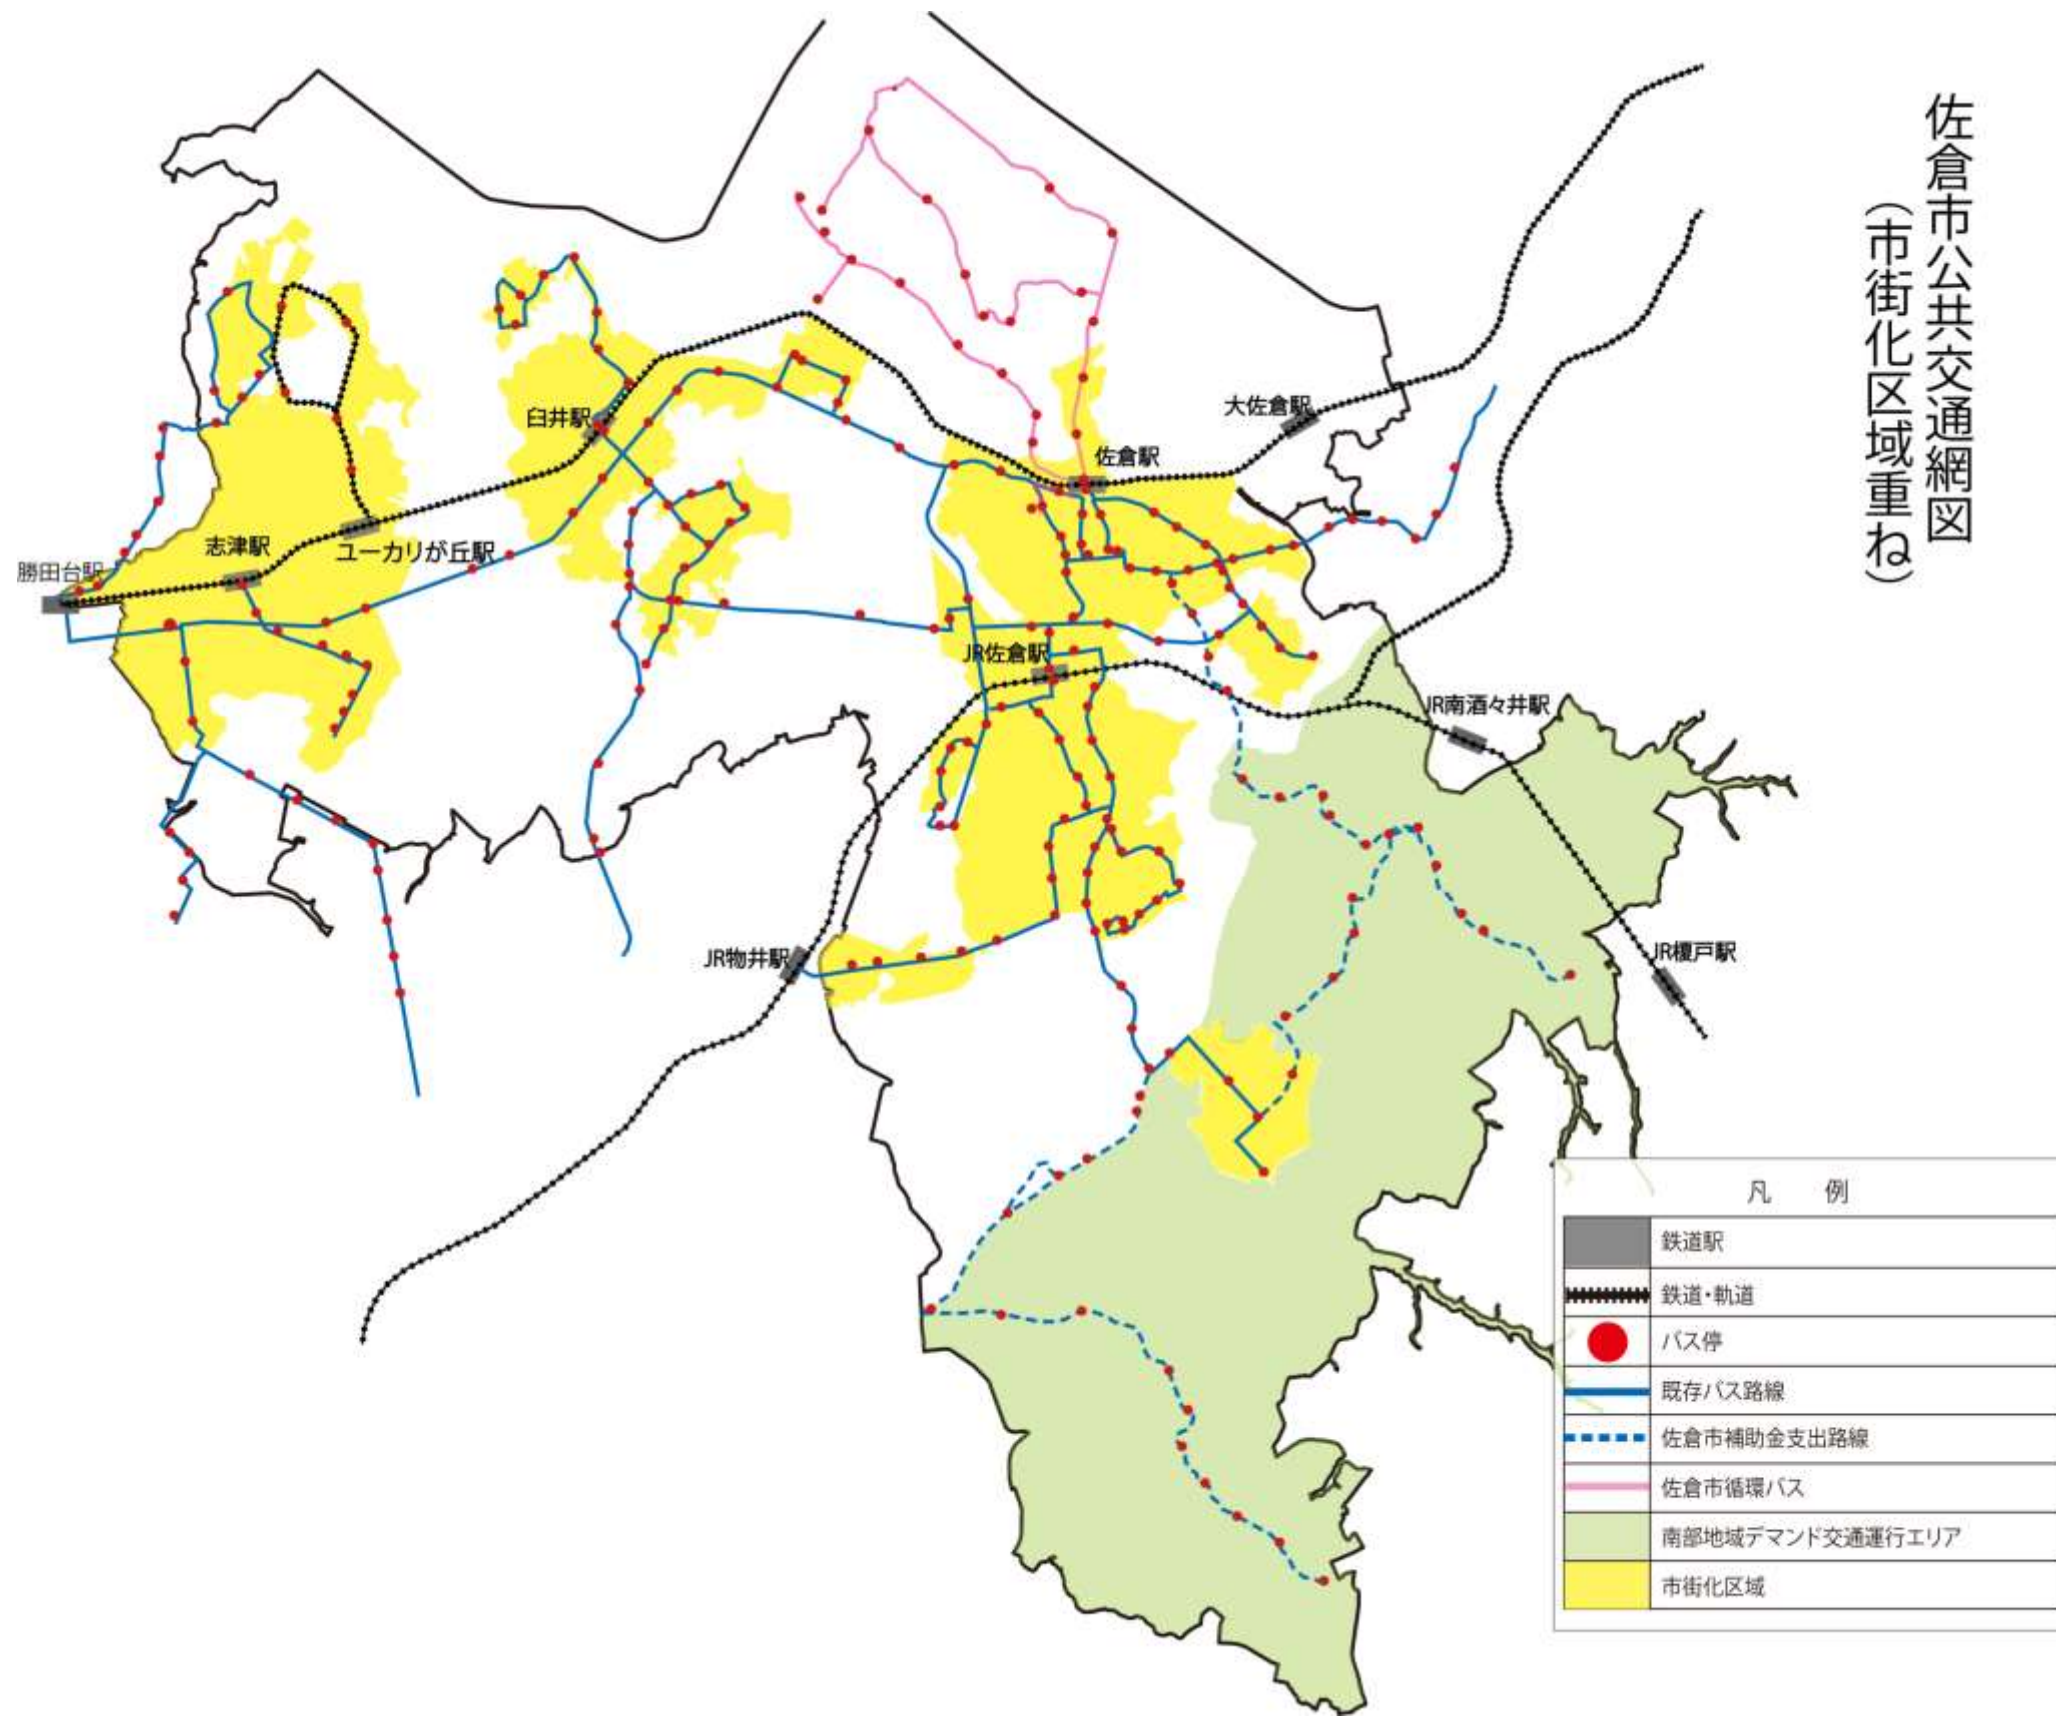 佐倉市公共交通網図
（市街化区域重ね）
臼井駅
大佐倉駅
佐倉駅
志津駅
ユーカリが丘駅
勝田台駅
JR佐倉駅
JR南酒々井駅
JR物井駅
JR榎戸駅
凡　例
鉄道駅
鉄道・軌道
バス停
既存バス路線
佐倉市補助金支出路線
佐倉市循環バス
南部地域デマンド交通運行エリア
市街化区域